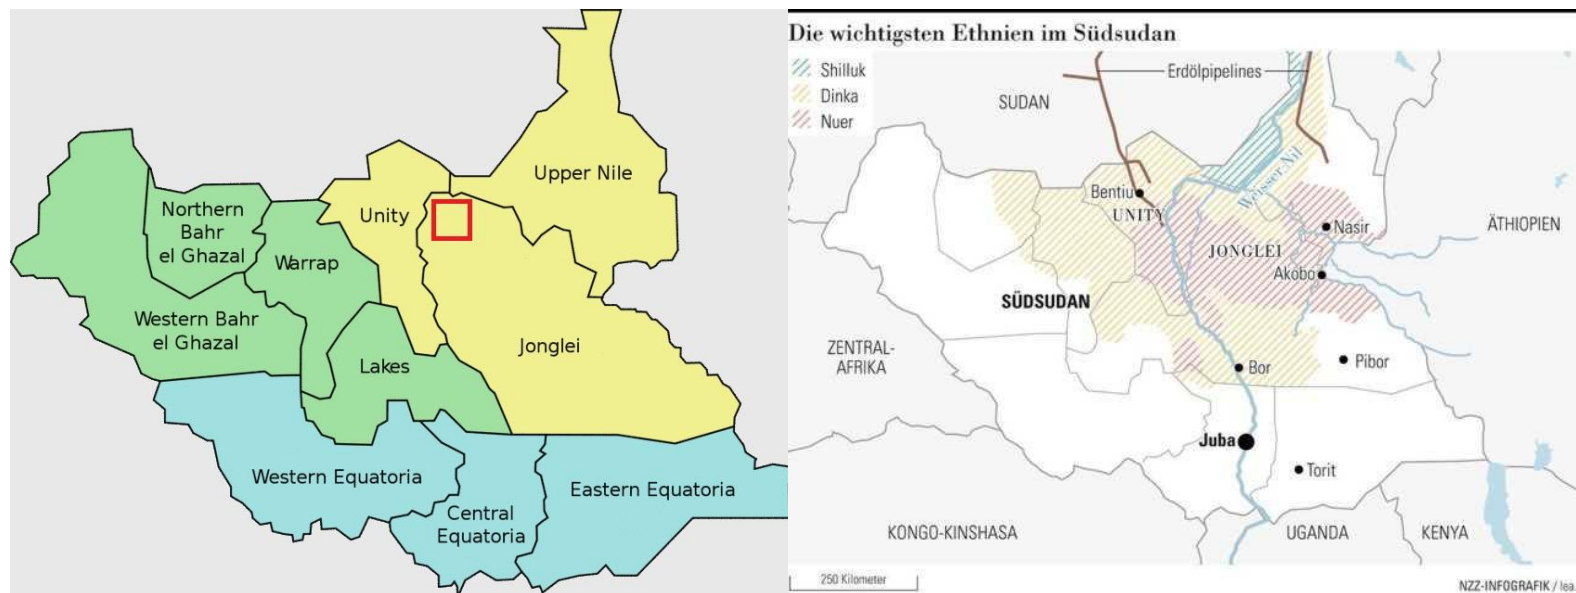 Upper Nile
Northern
Bahr
el Ghazal
Unity
Warrap
Western Bahr
el Ghazal
Jonglei
Lakes
Western Equatoria
Eastern Equatoria
Central
Equatoria
Die wichtigsten Ethnien im Südsudan
Shilluk
Dinka
Nuer
Erdölpipelines
SUDAN
Weisser Nil
Bentiu
UNITY
Nasir
ÄTHIOPIEN
JONGLEI
Akobo
SÜDSUDAN
ZENTRAL-
AFRIKA
Pibor
Bor
Juba
Torit
KONGO-KINSHASA
UGANDA
KENYA
250 Kilometer
NZZ-INFOGRAFIK / lea.